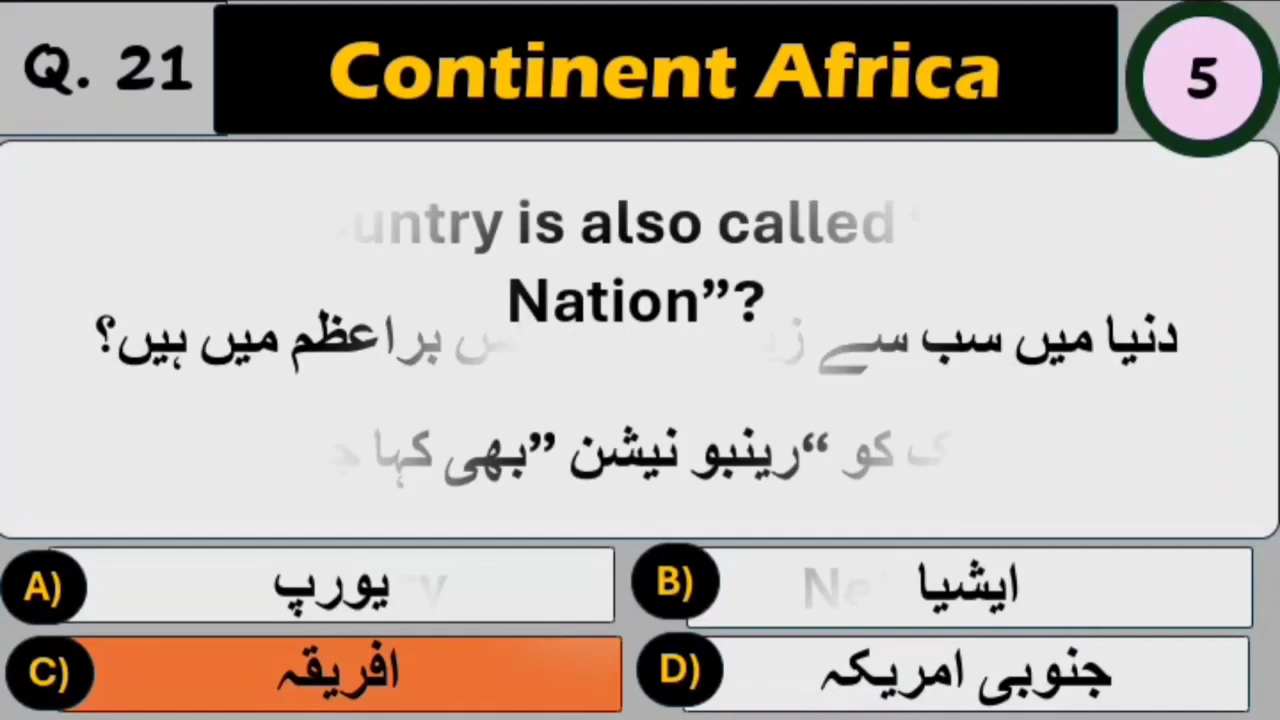 Q. 21
Continent Africa
5
untry is also called
Nation”?
دنیا میں سب سے براعظم میں ہیں؟
کو “رینبو نیشن ”بھی کہا
A)
یورپ
B)
ایشیا
C)
افریقہ
D)
جنوبی امریکہ